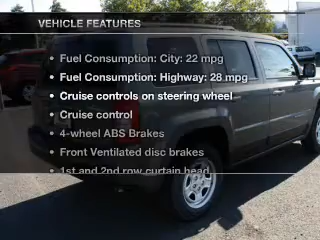 VEHICLE FEATURES
• Fuel Consumption: City: 22 mpg
• Fuel Consumption: Highway: 28 mpg
• Cruise controls on steering wheel
• Cruise control
• 4-wheel ABS Brakes
• Front Ventilated disc brakes
• 1st and 2nd row curtain head